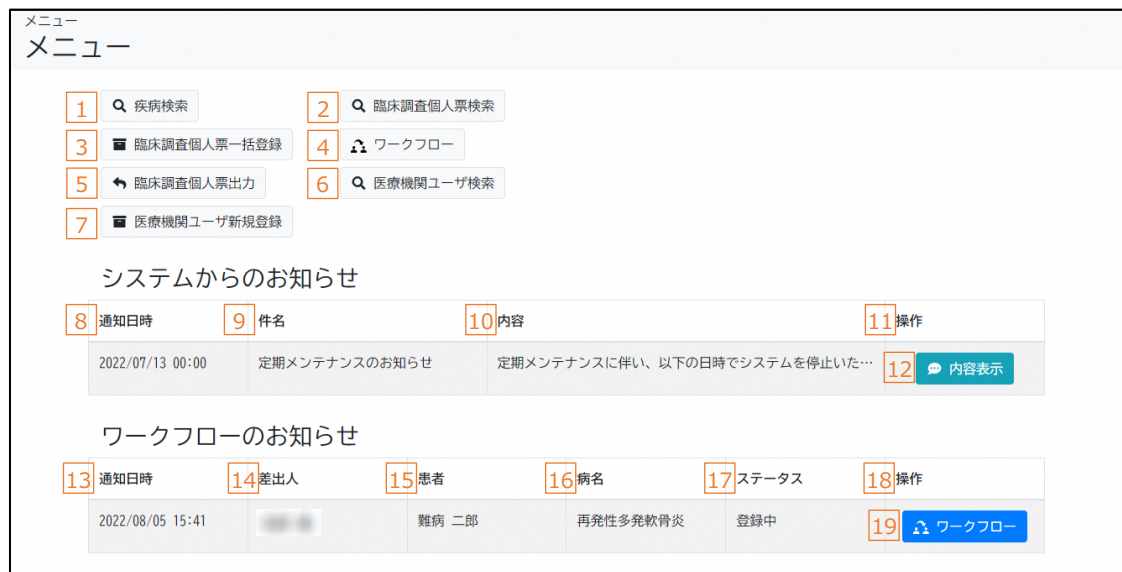 メニュー
メニュー
1 疾病検索 2 臨床調査個人票検索
3 臨床調査個人票一括登録 4 ワークフロー
5 臨床調査個人票出力 6 医療機関ユーザ検索
7 医療機関ユーザ新規登録
システムからのお知らせ
8 通知日時 9 件名 10 内容 11 操作
2022/07/13 00:00 定期メンテナンスのお知らせ 定期メンテナンスに伴い、以下の日時でシステムを停止いた… 12 内容表示
ワークフローのお知らせ
13 通知日時 14 差出人 15 患者 16 病名 17 ステータス 18 操作
2022/08/05 15:41 難病 二郎 再発性多発軟骨炎 登録中 19 ワークフロー